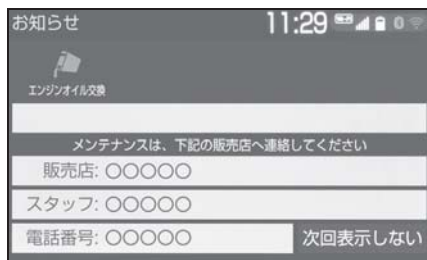 お知らせ 11:29
エンジンオイル交換
メンテナンスは、下記の販売店へ連絡してください
販売店: ○○○○○
スタッフ: ○○○○○
電話番号: ○○○○○ 次回表示しない